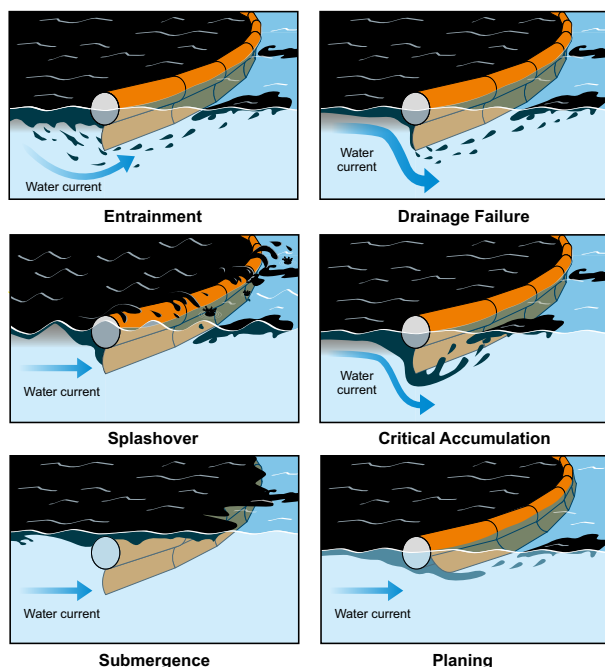 Water current
Entrainment
Water
current
Drainage Failure
Water current
Splashover
Water
current
Critical Accumulation
Water current
Submergence
Water current
Planing